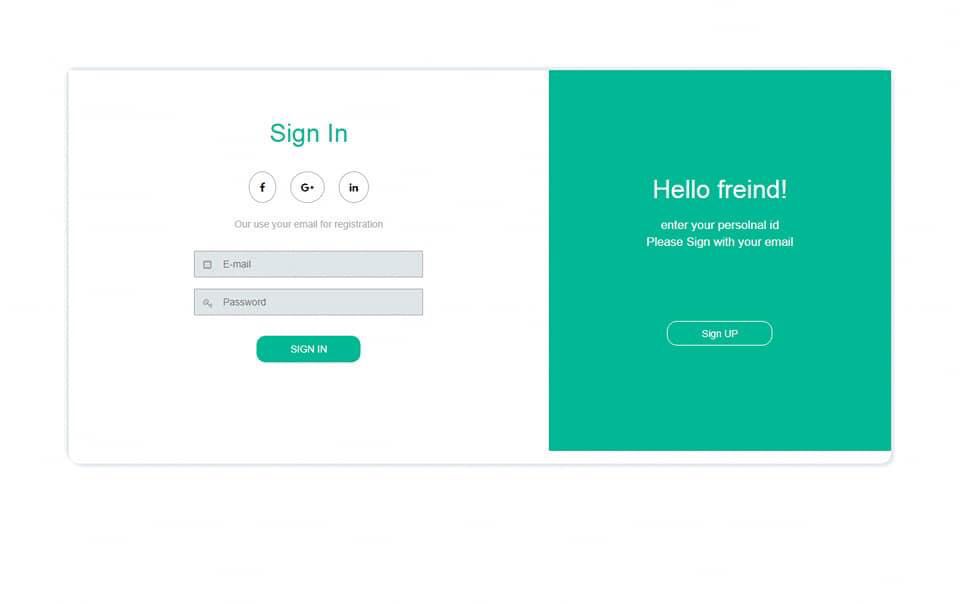 Sign In
f
G+
in
Our use your email for registration
E-mail
Password
SIGN IN
Hello freind!
enter your persolnal id
Please Sign with your email
Sign UP